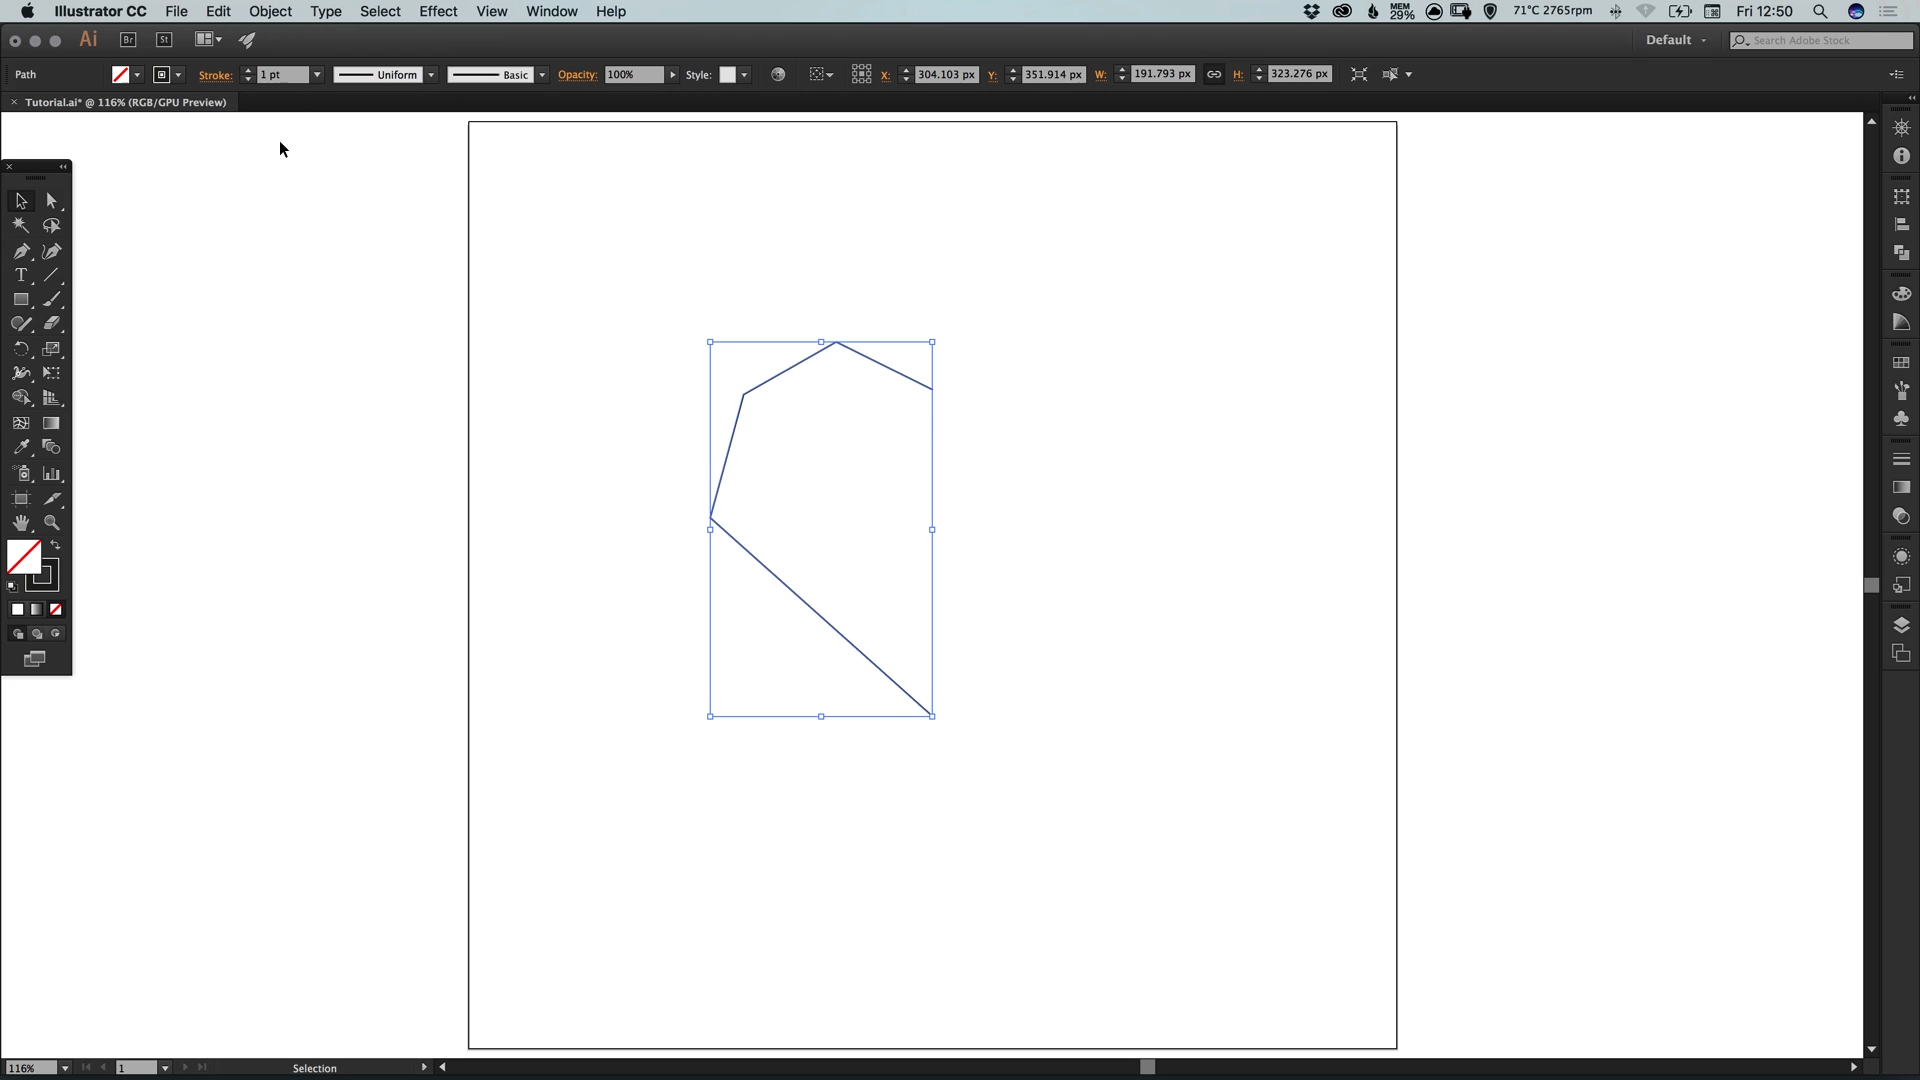 Illustrator CC File Edit Object Type Select Effect View Window Help MEM 29% 71°C 2765rpm Fri 12:50
Ai Br St Default Search Adobe Stock
Path Stroke: 1 pt Uniform Basic Opacity: 100% Style: X: 304.103 px Y: 351.914 px W: 191.793 px H: 323.276 px
× Tutorial.ai* @ 116% (RGB/GPU Preview)
T
116% 1 Selection